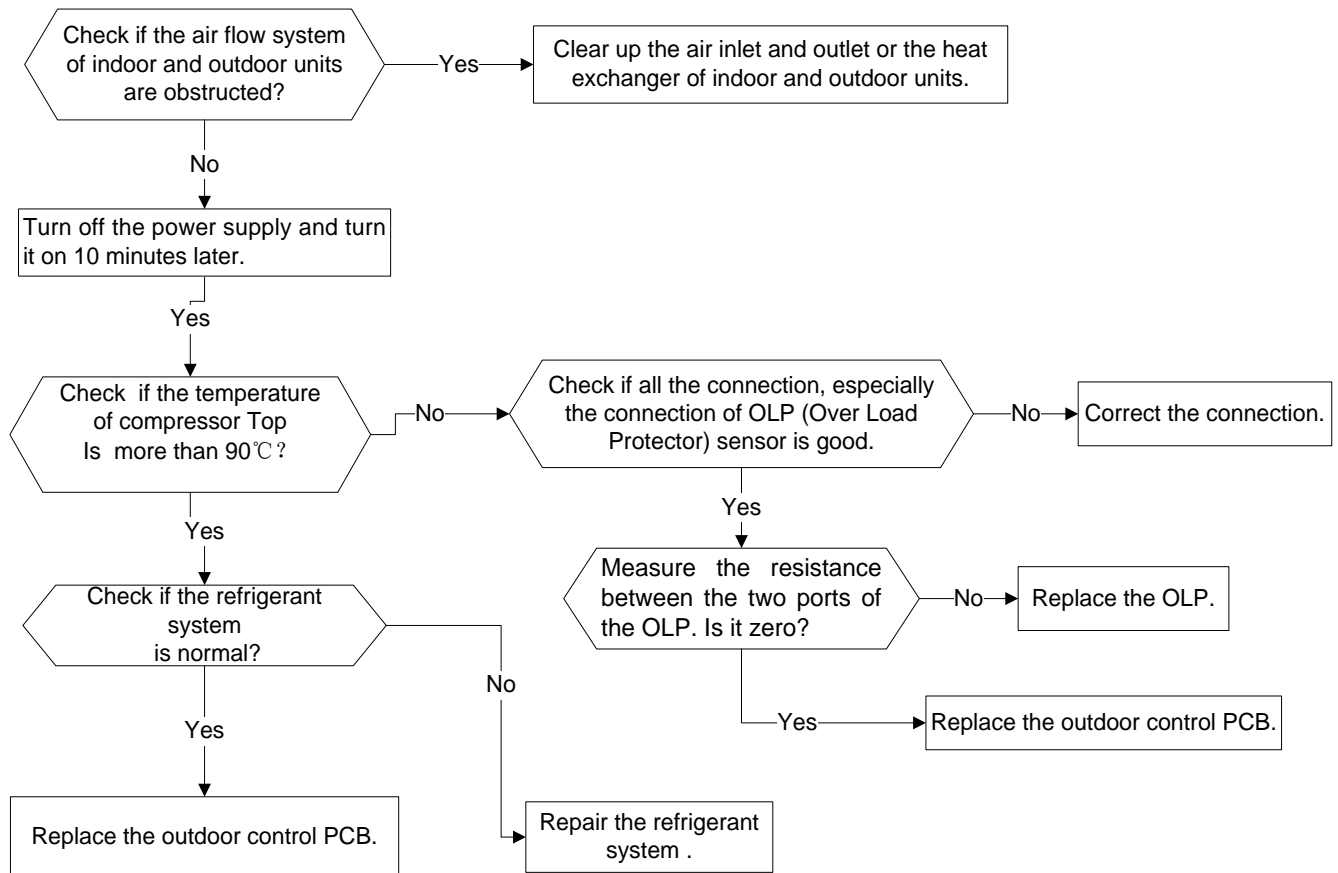 Check if the air flow system
of indoor and outdoor units
are obstructed?
Yes
Clear up the air inlet and outlet or the heat
exchanger of indoor and outdoor units.
No
Turn off the power supply and turn
it on 10 minutes later.
Yes
Check if the temperature
of compressor Top
Is more than 90℃?
No
Check if all the connection, especially
the connection of OLP (Over Load
Protector) sensor is good.
No
Correct the connection.
Yes
Yes
Measure the resistance
between the two ports of
the OLP. Is it zero?
No
Replace the OLP.
Check if the refrigerant
system
is normal?
No
Yes
Yes
Replace the outdoor control PCB.
Replace the outdoor control PCB.
Repair the refrigerant
system .